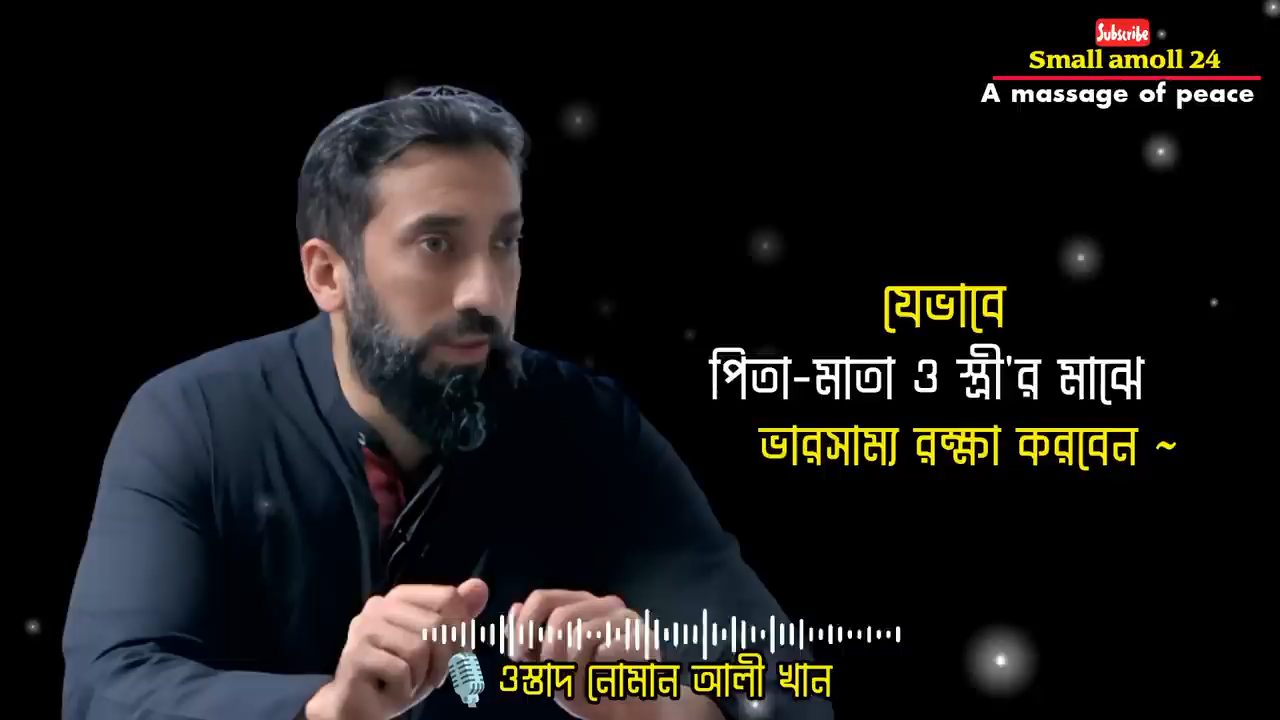 Subscribe
Small amoll 24
A massage of peace
যেভাবে
পিতা-মাতা ও স্ত্রী'র মাঝে
ভারসাম্য রক্ষা করবেন ~
ওস্তাদ নোমান আলী খান